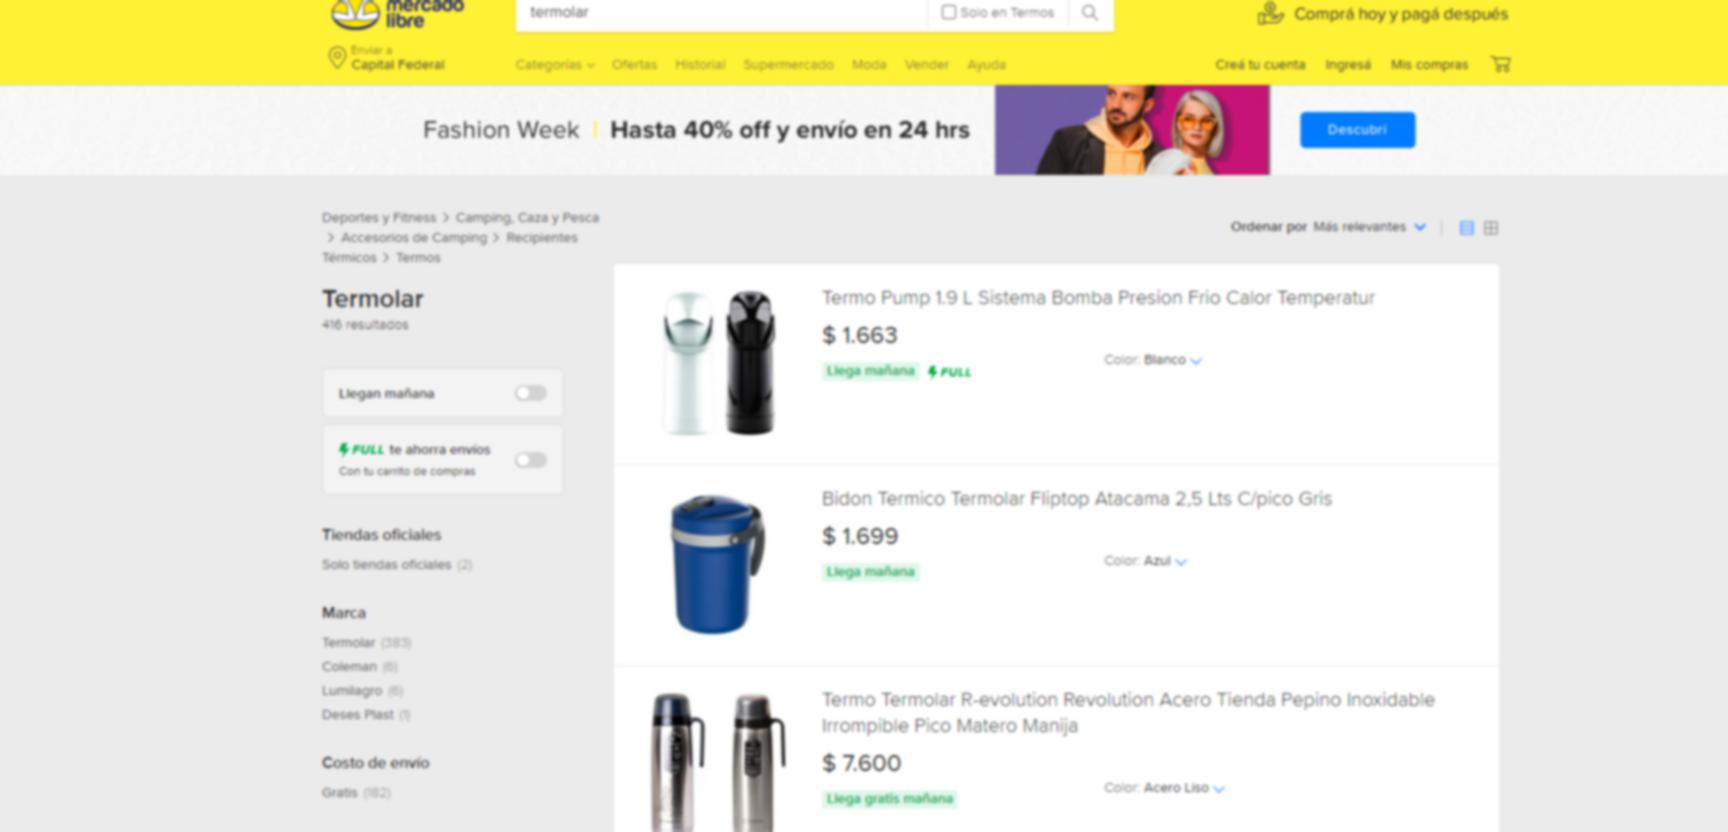 mercado
libre
termolar
Solo en Termos
Comprá hoy y pagá después
Enviar a
Capital Federal
Categorías
Ofertas
Historial
Supermercado
Moda
Vender
Ayuda
Creá tu cuenta
Ingresá
Mis compras
Fashion Week | Hasta 40% off y envío en 24 hrs
Descubrí
Deportes y Fitness > Camping, Caza y Pesca
> Accesorios de Camping > Recipientes
Térmicos > Termos
Ordenar por Más relevantes
Termolar
416 resultados
Llegan mañana
FULL te ahorra envíos
Con tu carrito de compras
Tiendas oficiales
Solo tiendas oficiales (2)
Marca
Termolar (383)
Coleman (6)
Lumilagro (6)
Deses Plast (1)
Costo de envío
Gratis (182)
Termo Pump 1.9 L Sistema Bomba Presion Frio Calor Temperatur
$ 1.663
Color: Blanco
Llega mañana FULL
Bidon Termico Termolar Fliptop Atacama 2,5 Lts C/pico Gris
$ 1.699
Color: Azul
Llega mañana
Termo Termolar R-evolution Revolution Acero Tienda Pepino Inoxidable
Irrompible Pico Matero Manija
$ 7.600
Color: Acero Liso
Llega gratis mañana